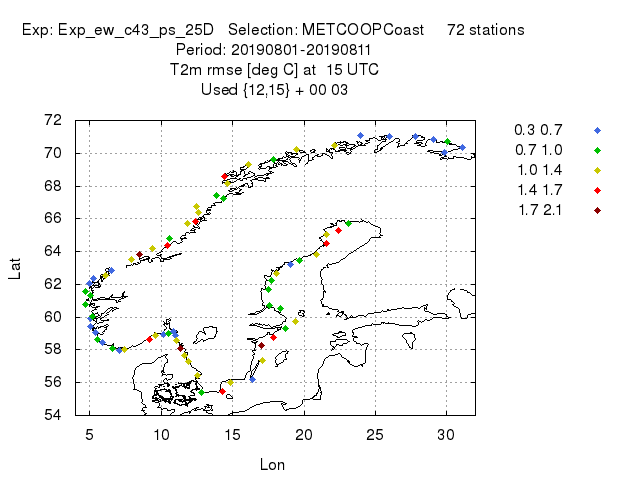 Exp: Exp_ew_c43_ps_25D Selection: METCOOPCoast 72 stations
Period: 20190801-20190811
T2m rmse [deg C] at 15 UTC
Used {12,15} + 00 03
72
70
68
66
64
62
60
58
56
54
Lat
5 10 15 20 25 30
Lon
0.3 0.7
0.7 1.0
1.0 1.4
1.4 1.7
1.7 2.1